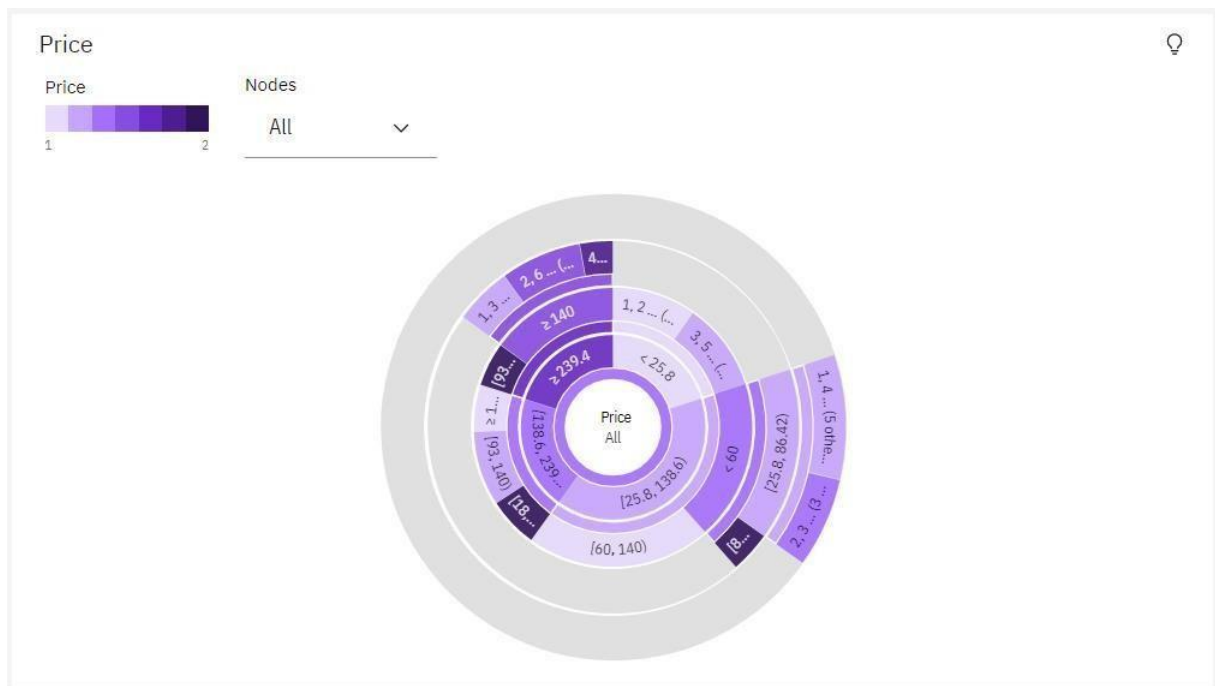 Price
Price
Nodes
All
1
2
4...
2, 6 ... (...
1, 3 ...
≥ 140
1, 2 ... (...
3, 5 ... (...
[93...
≥ 239.4
< 25.8
≥ 1...
[138.6, 239...
Price
All
< 60
[25.8, 86.42)
1, 4 ... (5 othe...
[93, 140)
[18,...
[25.8, 138.6)
[60, 140)
[8...
2, 3 ... (3 ...